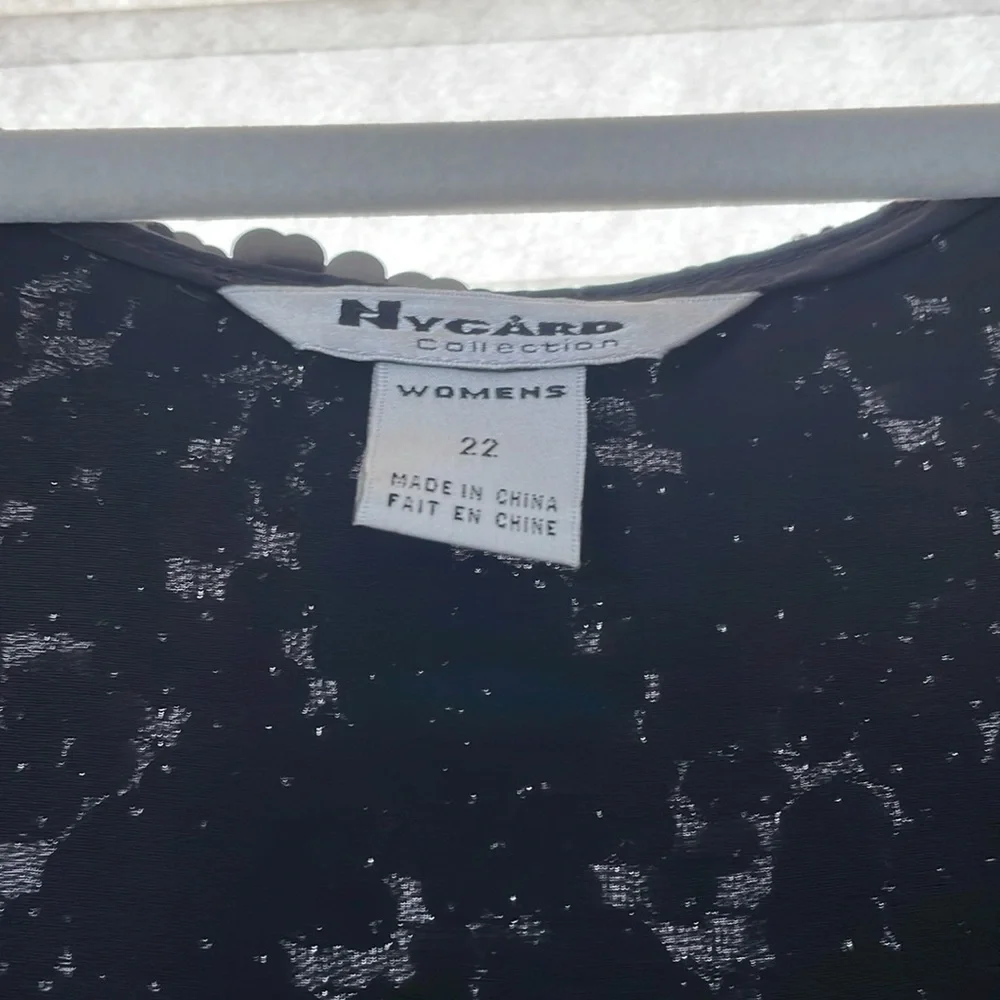 NYGÅRD
Collection
WOMENS
22
MADE IN CHINA
FAIT EN CHINE